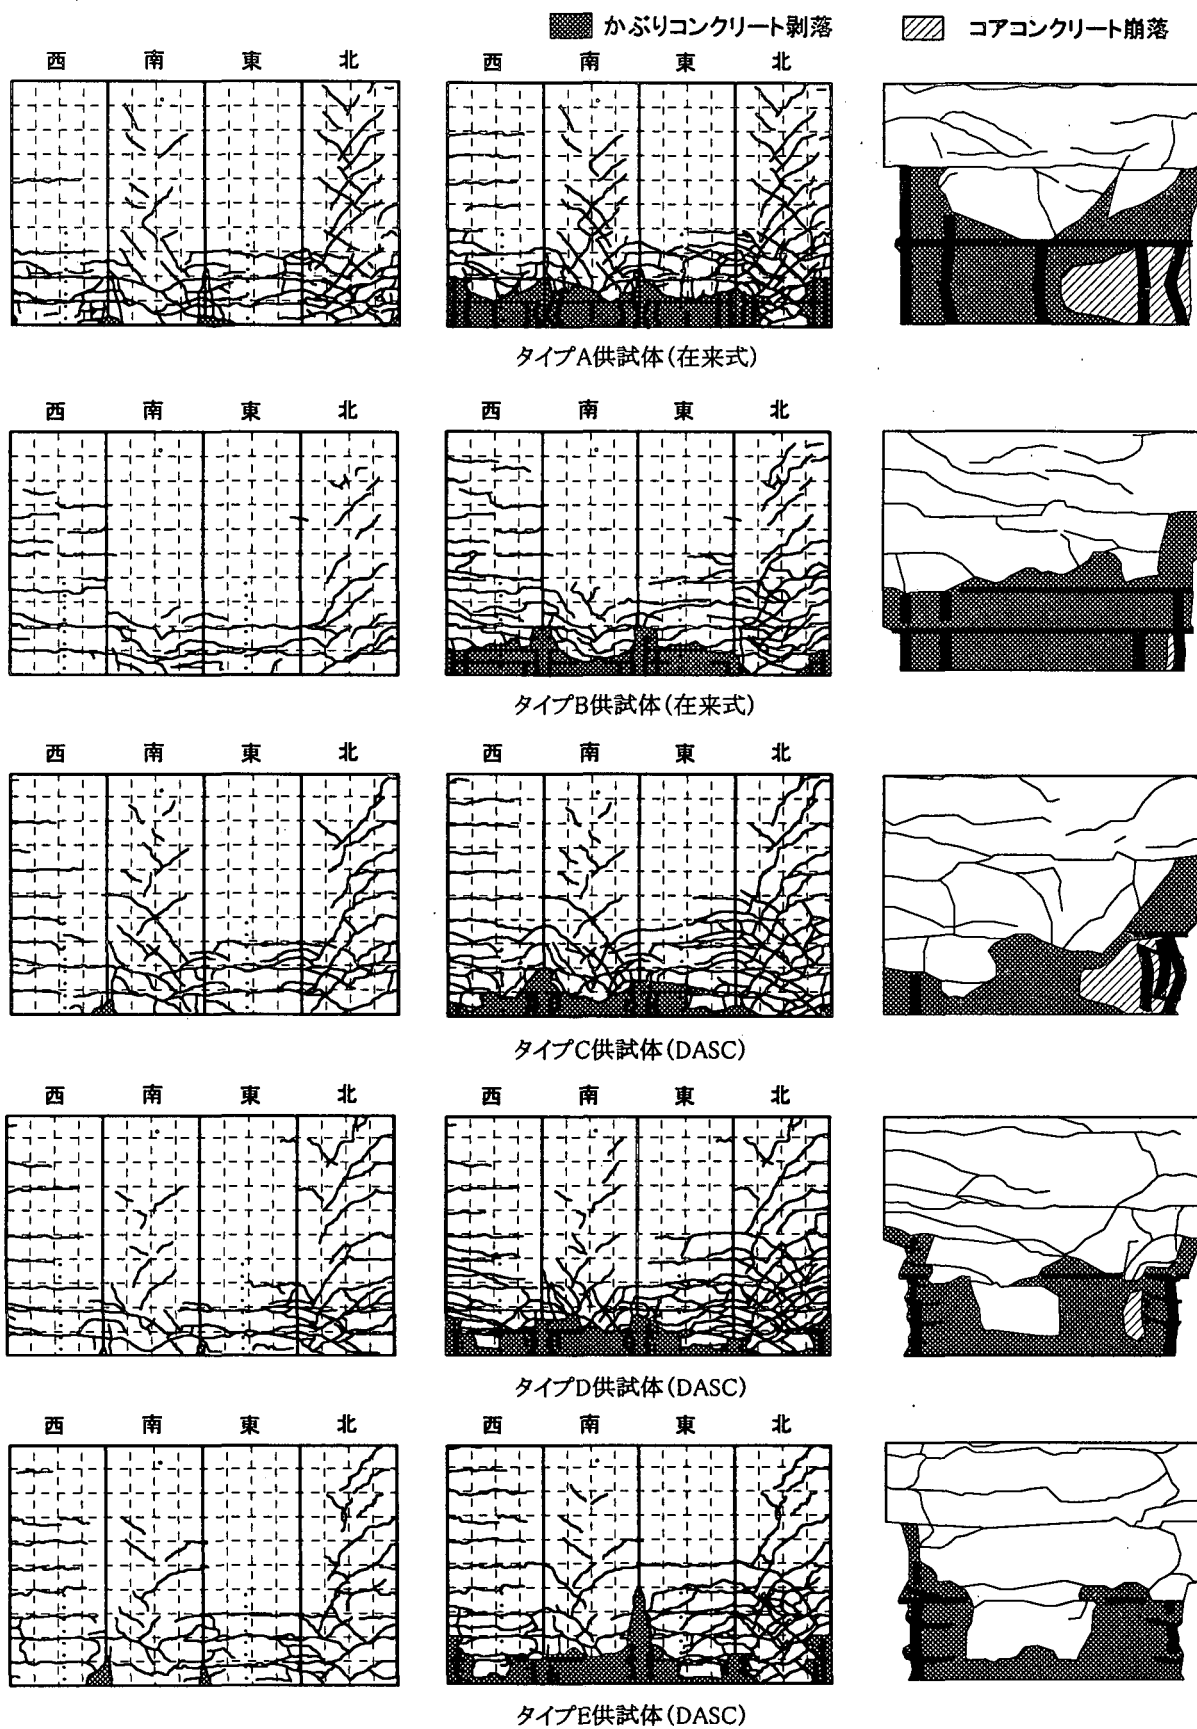 かぶりコンクリート剥落 コアコンクリート崩落
西 南 東 北 西 南 東 北
タイプA供試体(在来式)
西 南 東 北 西 南 東 北
タイプB供試体(在来式)
西 南 東 北 西 南 東 北
タイプC供試体(DASC)
西 南 東 北 西 南 東 北
タイプD供試体(DASC)
西 南 東 北 西 南 東 北
タイプE供試体(DASC)